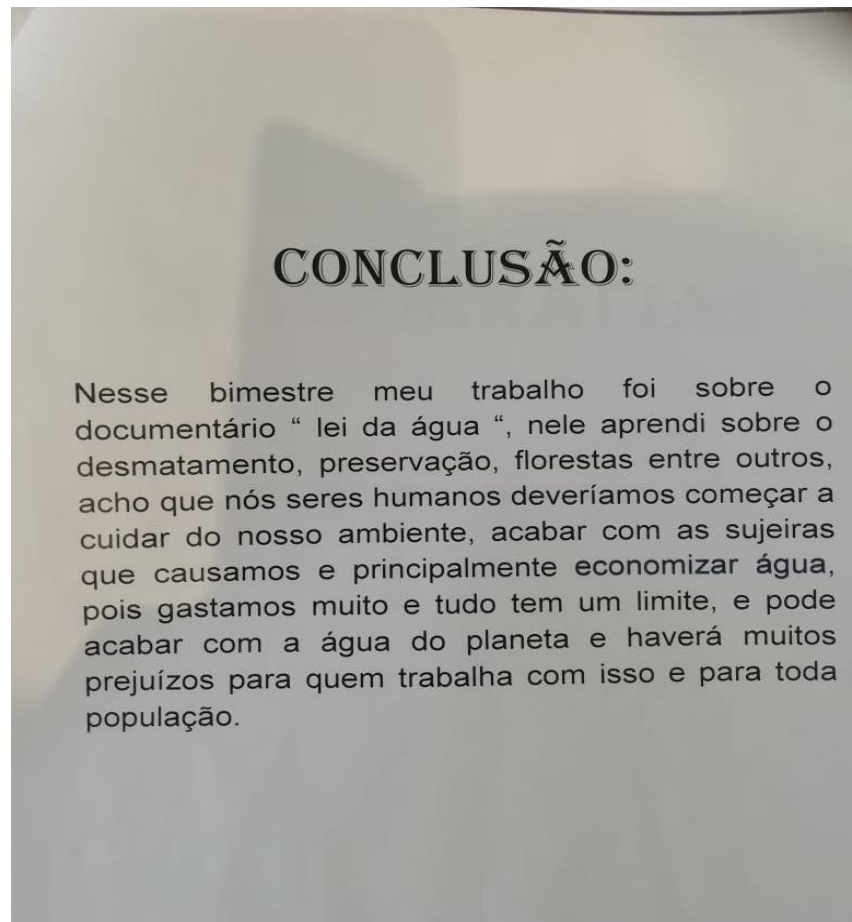 CONCLUSÃO:
Nesse bimestre meu trabalho foi sobre o
documentário “ lei da água “, nele aprendi sobre o
desmatamento, preservação, florestas entre outros,
acho que nós seres humanos deveríamos começar a
cuidar do nosso ambiente, acabar com as sujeiras
que causamos e principalmente economizar água,
pois gastamos muito e tudo tem um limite, e pode
acabar com a água do planeta e haverá muitos
prejuízos para quem trabalha com isso e para toda
população.